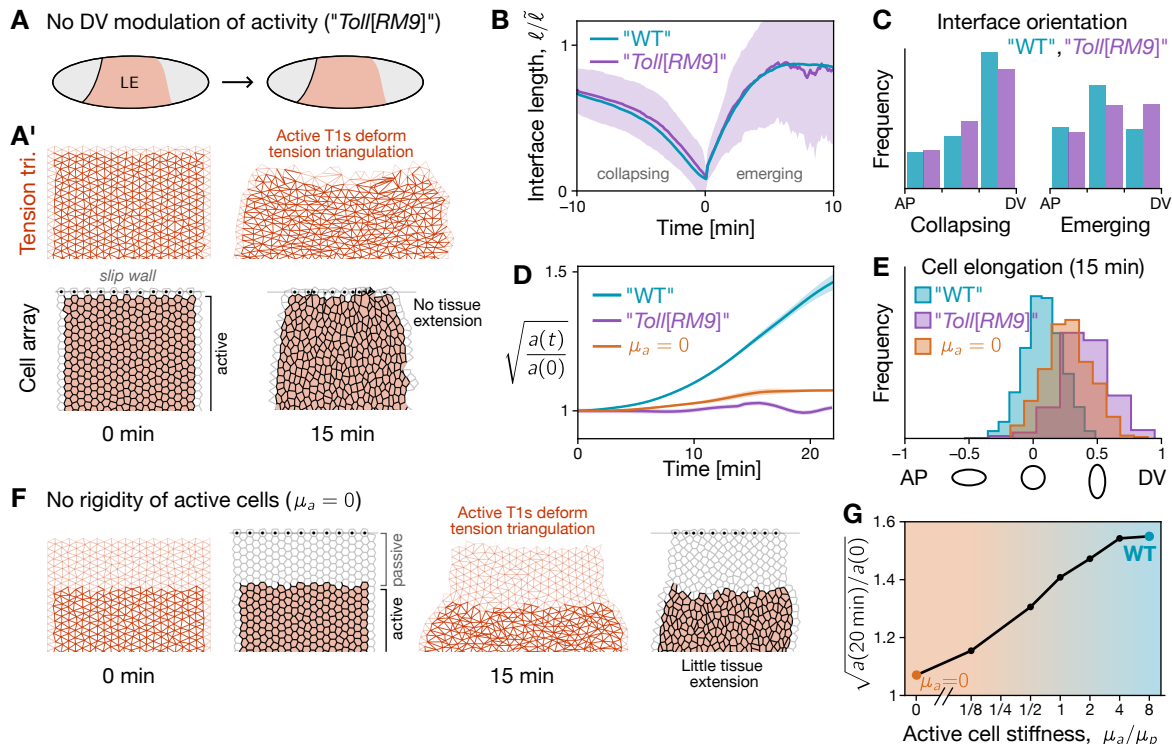 A No DV modulation of activity ("Toll[RM9]")
LE
A'
Tension tri.
Active T1s deform
tension triangulation
Cell array
slip wall
active
No tissue
extension
0 min
15 min
B
Interface length, ℓ/ℓ̃
1
0
"WT"
"Toll[RM9]"
collapsing
emerging
−10
0
10
Time [min]
C
Interface orientation
"WT", "Toll[RM9]"
Frequency
AP
DV
AP
DV
Collapsing
Emerging
D
√(a(t)/a(0))
1.5
1
"WT"
"Toll[RM9]"
μₐ = 0
0
10
20
Time [min]
E
Cell elongation (15 min)
"WT"
"Toll[RM9]"
μₐ = 0
Frequency
−1
−0.5
0
0.5
1
AP
DV
F No rigidity of active cells (μₐ = 0)
passive
active
0 min
Active T1s deform
tension triangulation
15 min
Little tissue
extension
G
√a(20 min)/a(0)
1.6
1.4
1.2
1
WT
μₐ=0
0
1/8
1/4
1/2
1
2
4
8
Active cell stiffness, μₐ/μₚ